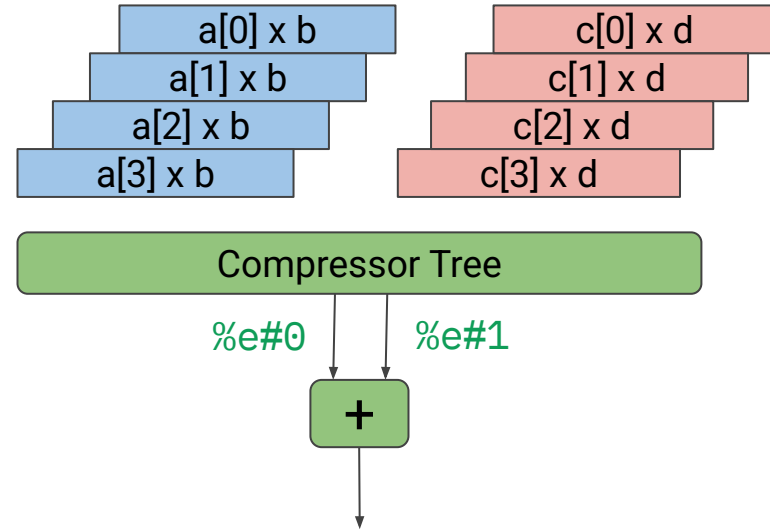 a[0] x b
c[0] x d
a[1] x b
c[1] x d
a[2] x b
c[2] x d
a[3] x b
c[3] x d
Compressor Tree
%e#0
%e#1
+